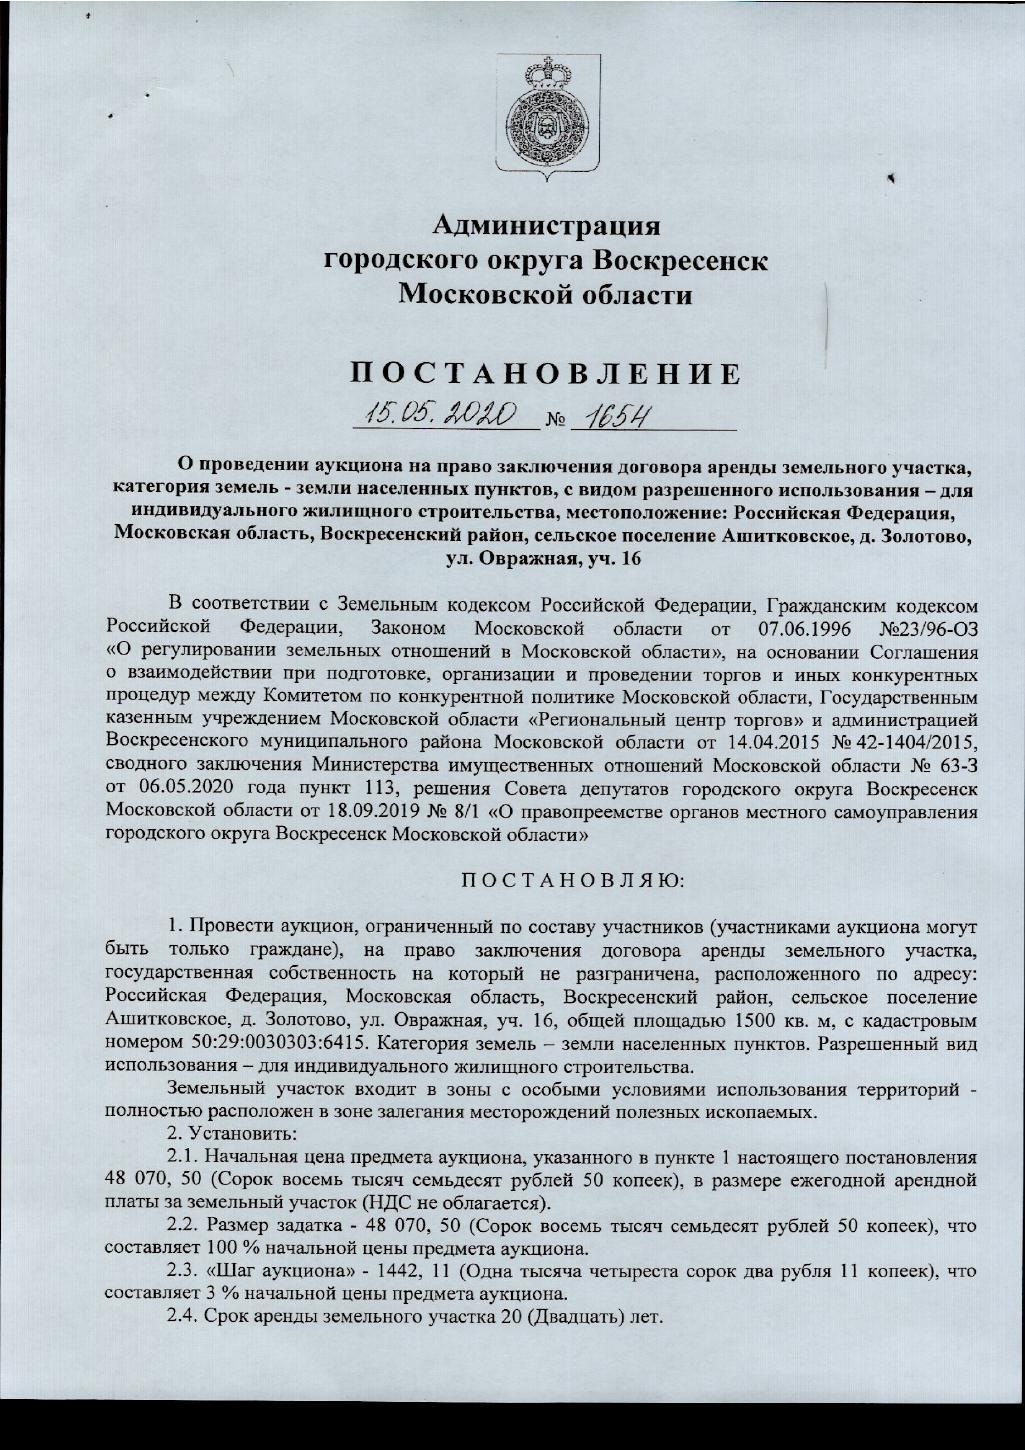 Администрация
городского округа Воскресенск
Московской области
ПОСТАНОВЛЕНИЕ
15.05.2020 № 1654
О проведении аукциона на право заключения договора аренды земельного участка,
категория земель - земли населенных пунктов, с видом разрешенного использования – для
индивидуального жилищного строительства, местоположение: Российская Федерация,
Московская область, Воскресенский район, сельское поселение Ашитковское, д. Золотово,
ул. Овражная, уч. 16
В соответствии с Земельным кодексом Российской Федерации, Гражданским кодексом
Российской Федерации, Законом Московской области от 07.06.1996 №23/96-ОЗ
«О регулировании земельных отношений в Московской области», на основании Соглашения
о взаимодействии при подготовке, организации и проведении торгов и иных конкурентных
процедур между Комитетом по конкурентной политике Московской области, Государственным
казенным учреждением Московской области «Региональный центр торгов» и администрацией
Воскресенского муниципального района Московской области от 14.04.2015 № 42-1404/2015,
сводного заключения Министерства имущественных отношений Московской области № 63-З
от 06.05.2020 года пункт 113, решения Совета депутатов городского округа Воскресенск
Московской области от 18.09.2019 № 8/1 «О правопреемстве органов местного самоуправления
городского округа Воскресенск Московской области»
ПОСТАНОВЛЯЮ:
1. Провести аукцион, ограниченный по составу участников (участниками аукциона могут
быть только граждане), на право заключения договора аренды земельного участка,
государственная собственность на который не разграничена, расположенного по адресу:
Российская Федерация, Московская область, Воскресенский район, сельское поселение
Ашитковское, д. Золотово, ул. Овражная, уч. 16, общей площадью 1500 кв. м, с кадастровым
номером 50:29:0030303:6415. Категория земель – земли населенных пунктов. Разрешенный вид
использования – для индивидуального жилищного строительства.
Земельный участок входит в зоны с особыми условиями использования территорий -
полностью расположен в зоне залегания месторождений полезных ископаемых.
2. Установить:
2.1. Начальная цена предмета аукциона, указанного в пункте 1 настоящего постановления
48 070, 50 (Сорок восемь тысяч семьдесят рублей 50 копеек), в размере ежегодной арендной
платы за земельный участок (НДС не облагается).
2.2. Размер задатка - 48 070, 50 (Сорок восемь тысяч семьдесят рублей 50 копеек), что
составляет 100 % начальной цены предмета аукциона.
2.3. «Шаг аукциона» - 1442, 11 (Одна тысяча четыреста сорок два рубля 11 копеек), что
составляет 3 % начальной цены предмета аукциона.
2.4. Срок аренды земельного участка 20 (Двадцать) лет.